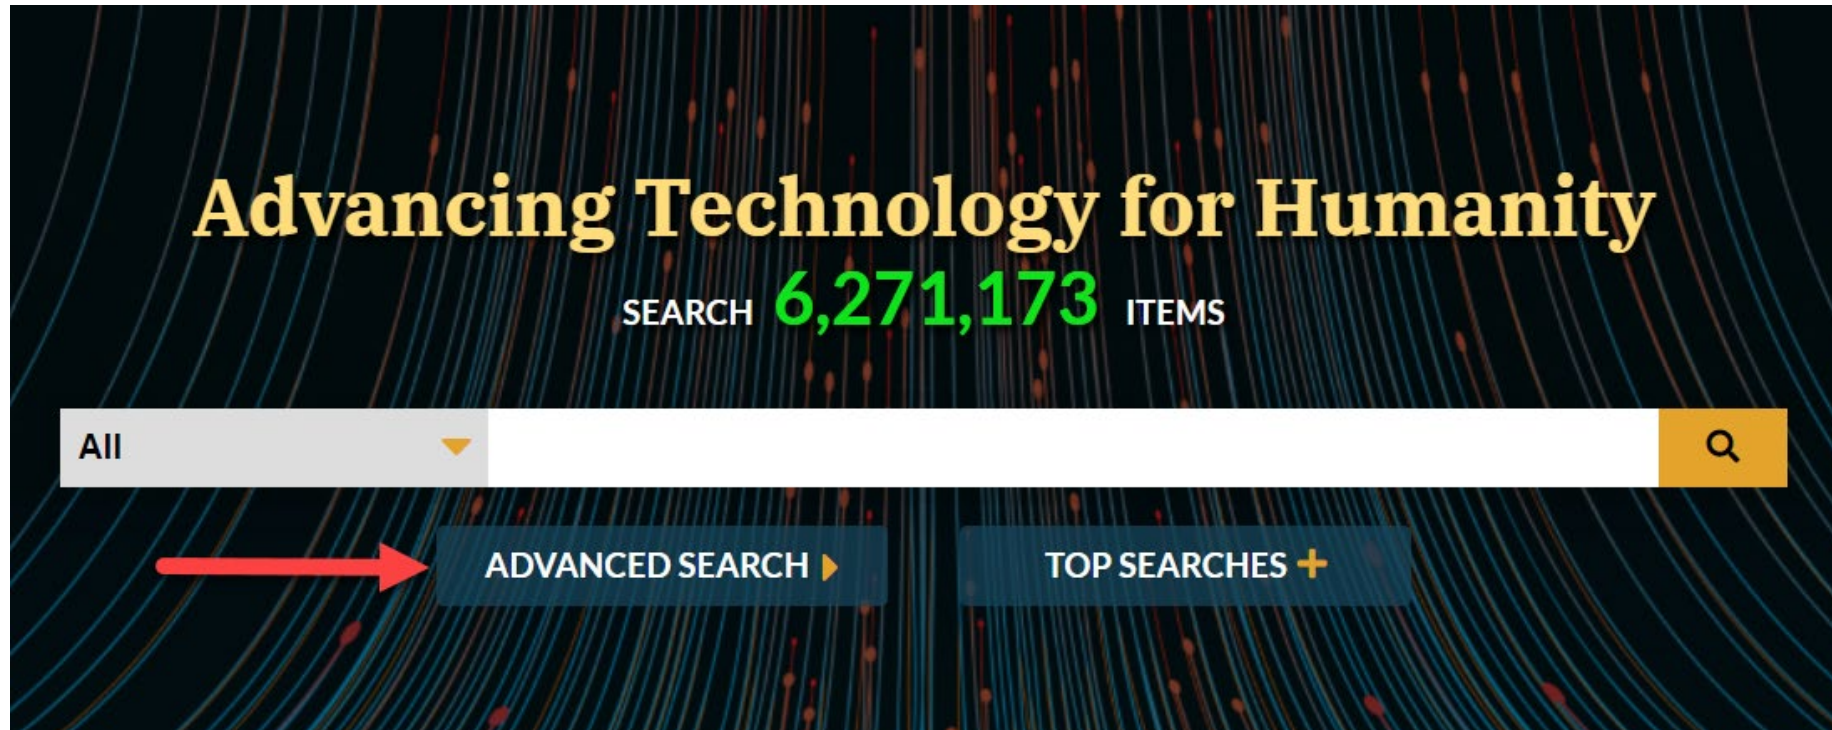 Advancing Technology for Humanity
SEARCH 6,271,173 ITEMS
All
ADVANCED SEARCH TOP SEARCHES